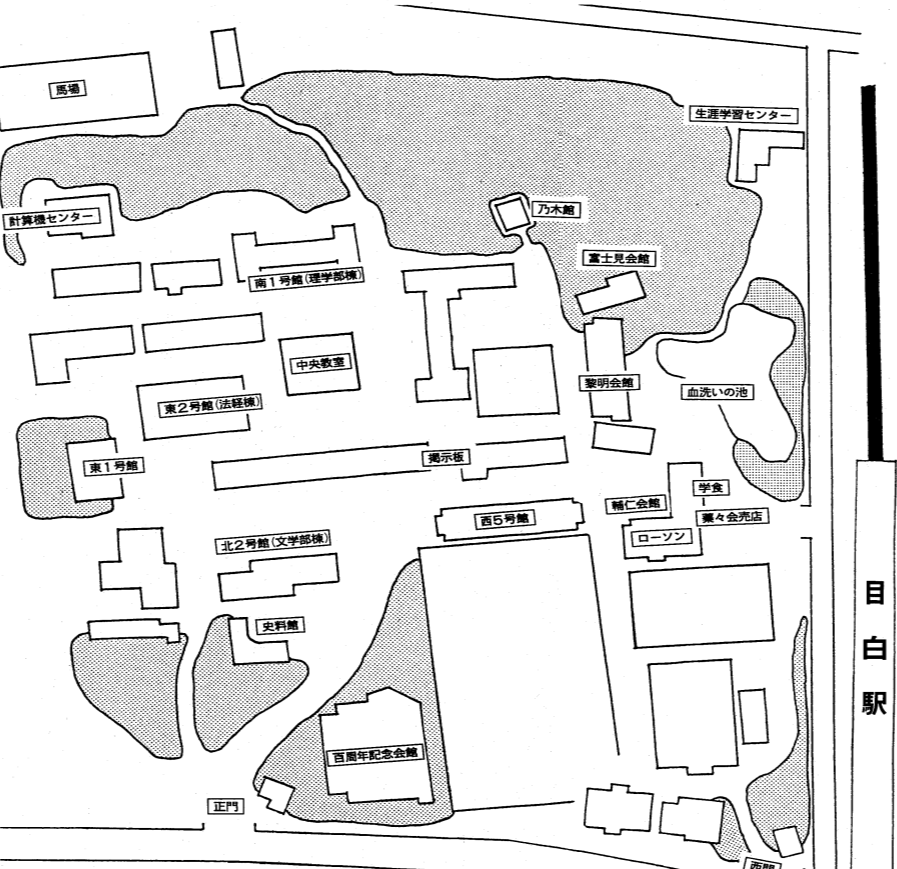 馬場
生涯学習センター
計算機センター
乃木館
富士見会館
南1号館(理学部棟)
中央教室
黎明会館
血洗いの池
東2号館(法経棟)
東1号館
掲示板
学食
輔仁会館
蘂々会売店
西5号館
ローソン
北2号館(文学部棟)
目白駅
史料館
百周年記念会館
正門
西門